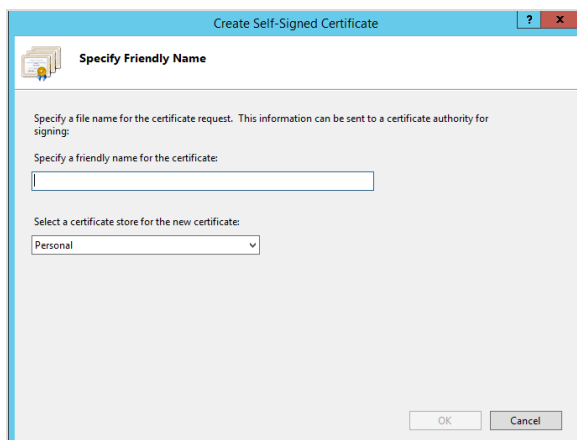 Create Self-Signed Certificate
? x
Specify Friendly Name
Specify a file name for the certificate request. This information can be sent to a certificate authority for
signing:
Specify a friendly name for the certificate:
Select a certificate store for the new certificate:
Personal
OK Cancel